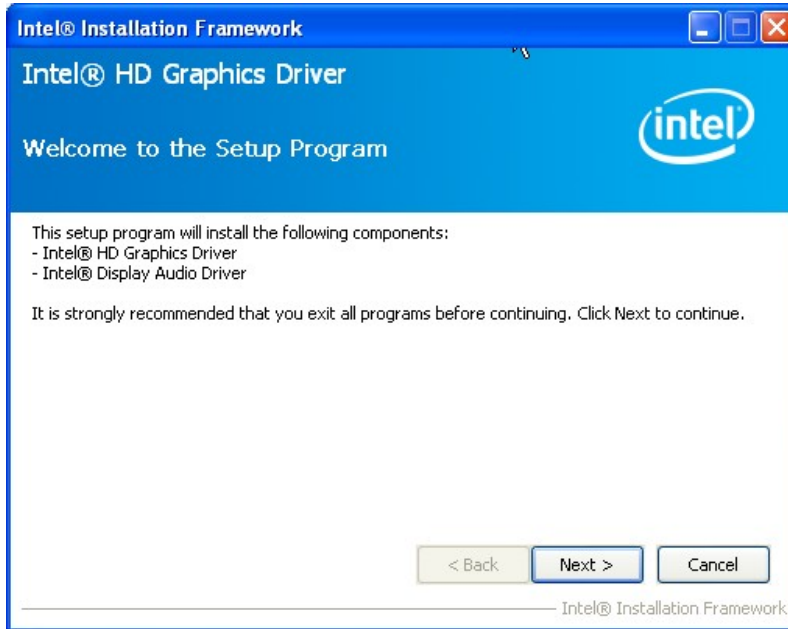 Intel® Installation Framework
Intel® HD Graphics Driver
intel
Welcome to the Setup Program
This setup program will install the following components:
- Intel® HD Graphics Driver
- Intel® Display Audio Driver
It is strongly recommended that you exit all programs before continuing. Click Next to continue.
< Back
Next >
Cancel
Intel® Installation Framework